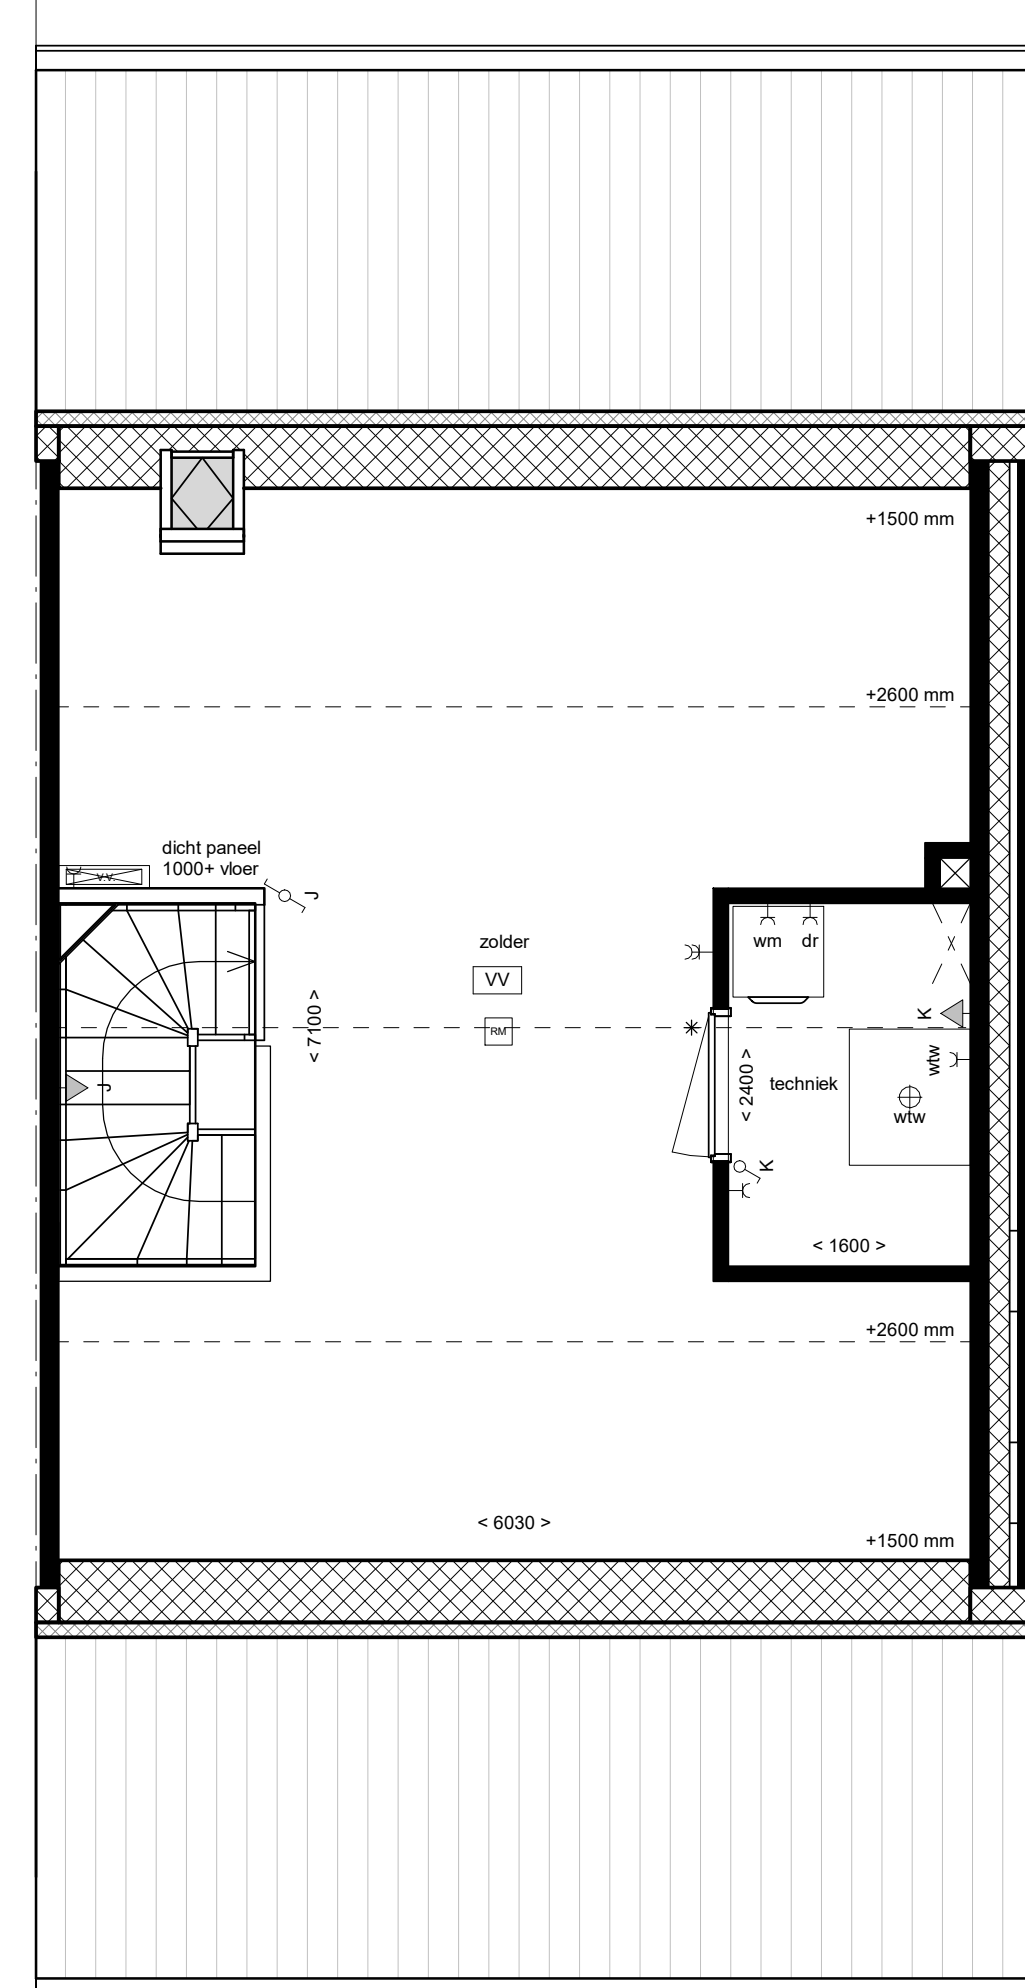 +1500 mm
+2600 mm
dicht paneel
1000+ vloer
V.V.
J
zolder
VV
RM
< 7100 >
J
wm dr
K
wtw
wtw
techniek
< 2400 >
K
< 1600 >
+2600 mm
< 6030 >
+1500 mm